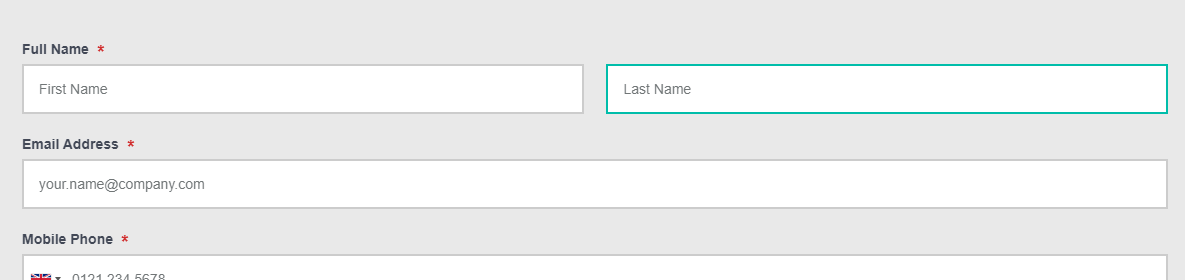 Full Name *
First Name Last Name
Email Address *
your.name@company.com
Mobile Phone *
0121 234 5678